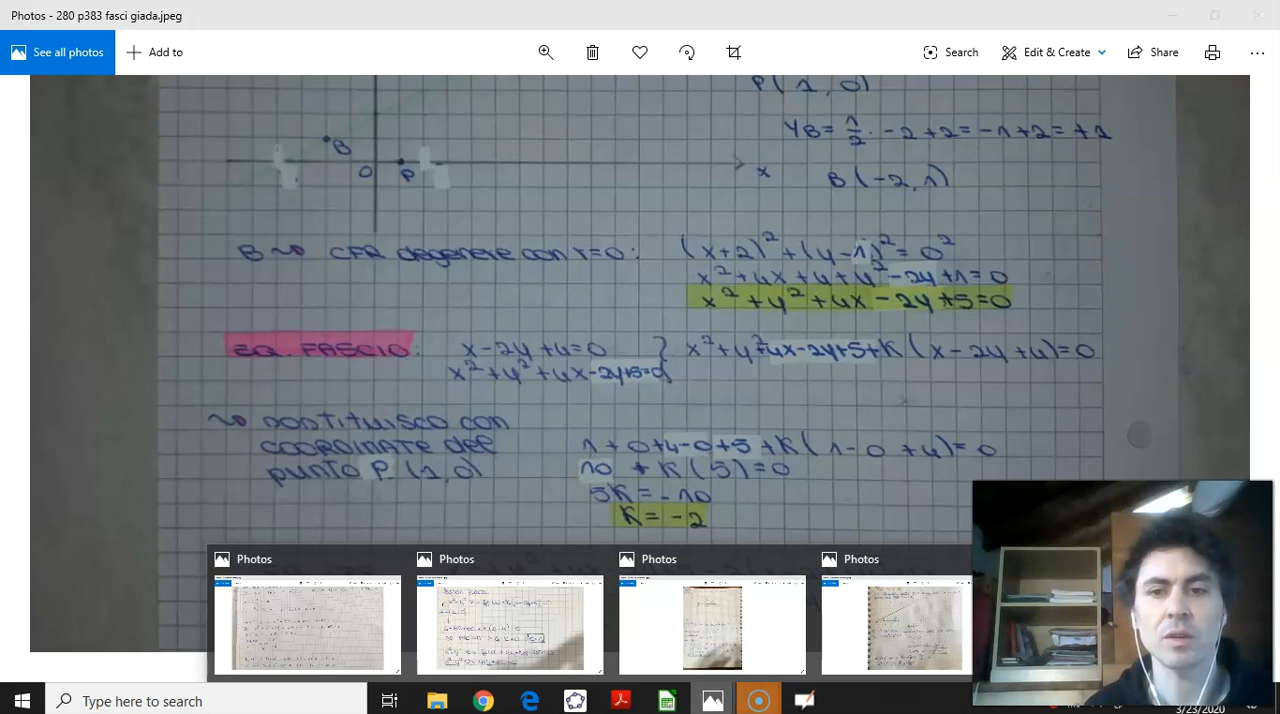 Photos - 280 p383 fasci giada.jpeg
See all photos
Add to
Search
Edit & Create
Share
P(1, 0)
YB = 1/2 · -2 + 2 = -1 + 2 = +1
B
O
P
x
B(-2, 1)
B ⇝ CFR degenere con r=0:
(x+2)² + (y-1)² = 0²
x² + 4x + 4 + y² - 2y + 1 = 0
x² + y² + 4x - 2y + 5 = 0
EQ. FASCIO:
x - 2y + 4 = 0
x² + y² + 4x - 2y + 5 = 0
} x² + y² + 4x - 2y + 5 + K(x - 2y + 4) = 0
⇝ sostituisco con
coordinate del
punto P (1, 0)
1 + 0 + 4 - 0 + 5 + K(1 - 0 + 4) = 0
10 + K(5) = 0
5K = -10
K = -2
Photos
Photos
Photos
Photos
Type here to search
3/23/2020